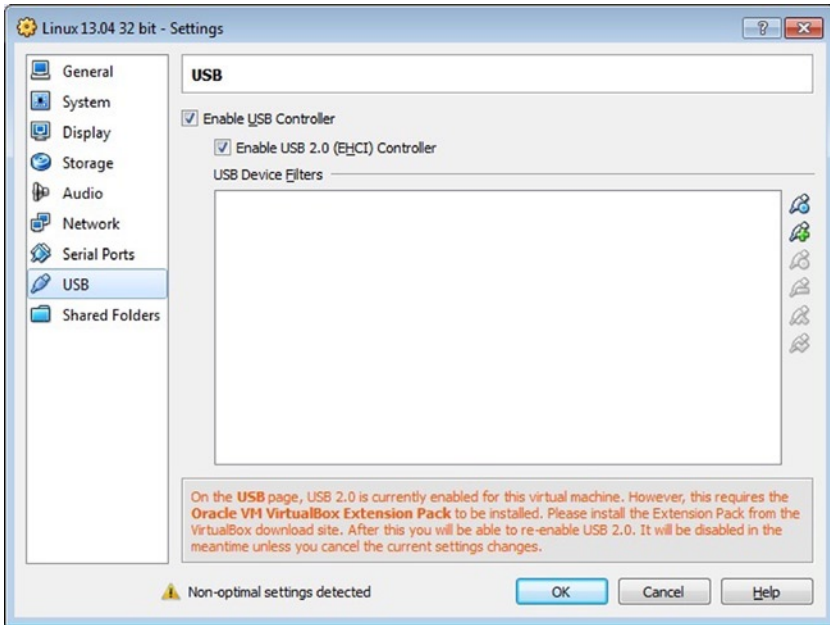 Linux 13.04 32 bit - Settings
General
System
Display
Storage
Audio
Network
Serial Ports
USB
Shared Folders
USB
Enable USB Controller
Enable USB 2.0 (EHCI) Controller
USB Device Filters
On the USB page, USB 2.0 is currently enabled for this virtual machine. However, this requires the
Oracle VM VirtualBox Extension Pack to be installed. Please install the Extension Pack from the
VirtualBox download site. After this you will be able to re-enable USB 2.0. It will be disabled in the
meantime unless you cancel the current settings changes.
Non-optimal settings detected
OK
Cancel
Help